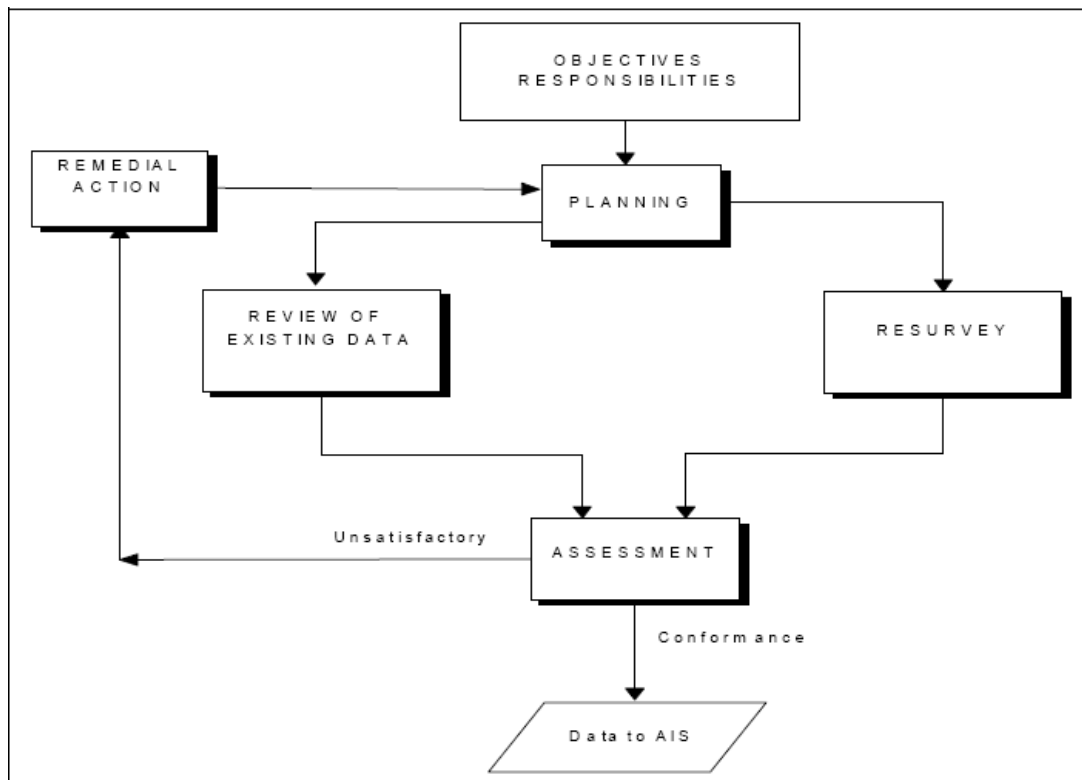 OBJECTIVES
RESPONSIBILITIES
REMEDIAL
ACTION
PLANNING
REVIEW OF
EXISTING DATA
RESURVEY
Unsatisfactory
ASSESSMENT
Conformance
Data to AIS